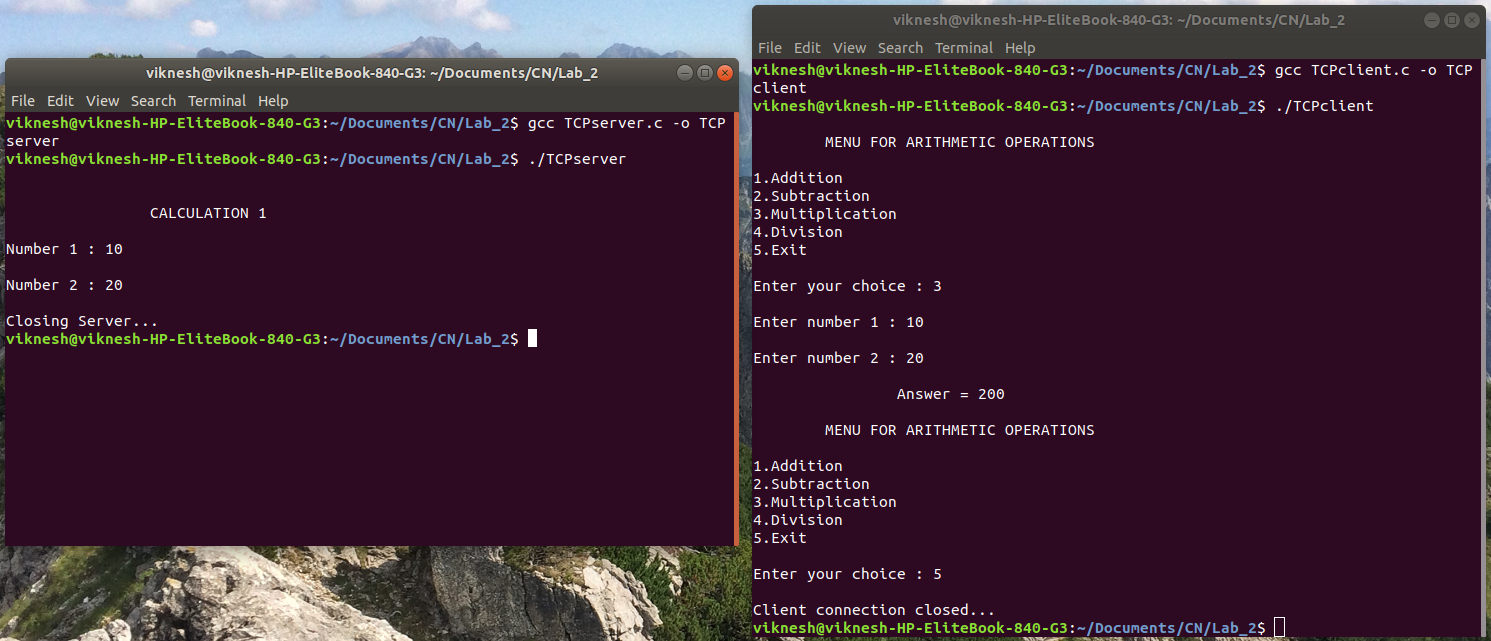 viknesh@viknesh-HP-EliteBook-840-G3: ~/Documents/CN/Lab_2
File Edit View Search Terminal Help
viknesh@viknesh-HP-EliteBook-840-G3:~/Documents/CN/Lab_2$ gcc TCPserver.c -o TCP
server
viknesh@viknesh-HP-EliteBook-840-G3:~/Documents/CN/Lab_2$ ./TCPserver
CALCULATION 1
Number 1 : 10
Number 2 : 20
Closing Server...
viknesh@viknesh-HP-EliteBook-840-G3:~/Documents/CN/Lab_2$
viknesh@viknesh-HP-EliteBook-840-G3: ~/Documents/CN/Lab_2
File Edit View Search Terminal Help
viknesh@viknesh-HP-EliteBook-840-G3:~/Documents/CN/Lab_2$ gcc TCPclient.c -o TCP
client
viknesh@viknesh-HP-EliteBook-840-G3:~/Documents/CN/Lab_2$ ./TCPclient
MENU FOR ARITHMETIC OPERATIONS
1.Addition
2.Subtraction
3.Multiplication
4.Division
5.Exit
Enter your choice : 3
Enter number 1 : 10
Enter number 2 : 20
Answer = 200
MENU FOR ARITHMETIC OPERATIONS
1.Addition
2.Subtraction
3.Multiplication
4.Division
5.Exit
Enter your choice : 5
Client connection closed...
viknesh@viknesh-HP-EliteBook-840-G3:~/Documents/CN/Lab_2$